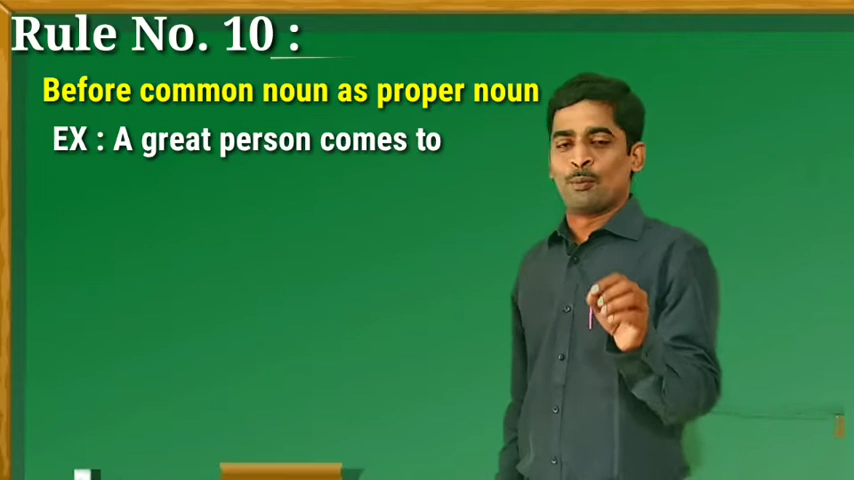 Rule No. 10 :
Before common noun as proper noun
EX : A great person comes to